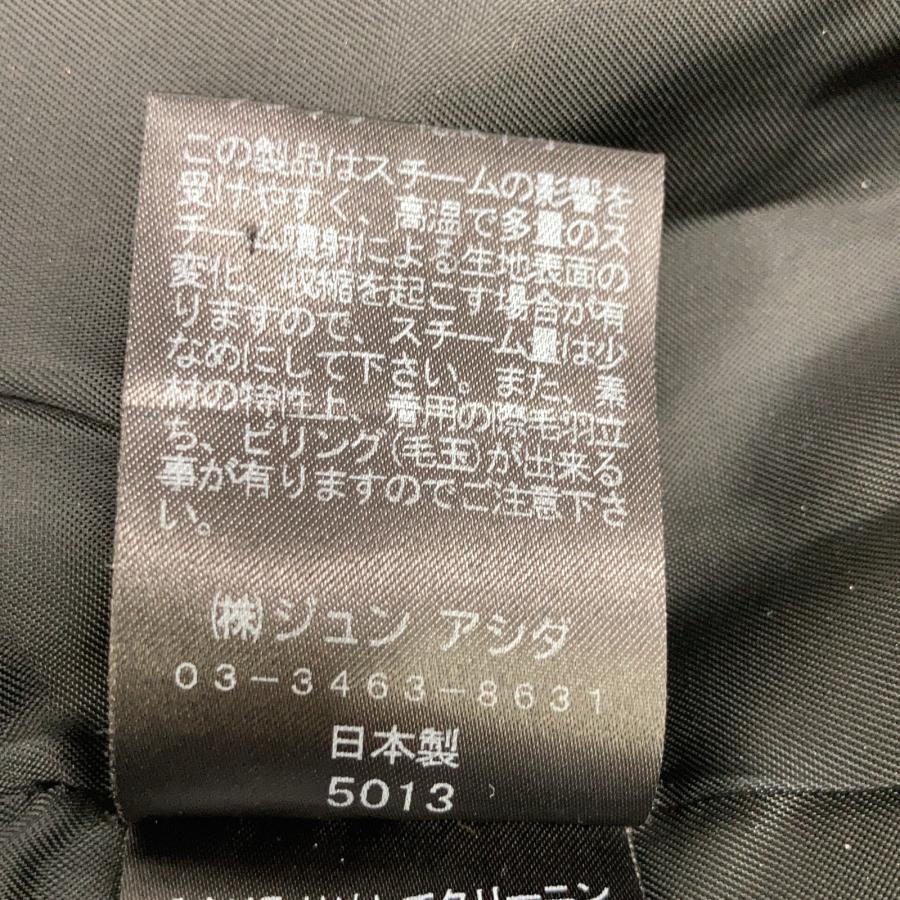 この製品はスチームの影響を
受けやすく、高温で多量のス
チーム噴射による生地表面の
変化、収縮を起こす場合が有
りますので、スチーム量は少
なめにして下さい。また、素
材の特性上、着用の際毛羽立
ち、ピリング(毛玉)が出来る
事が有りますのでご注意下さ
い。
㈱ジュン アシダ
03-3463-8631
日本製
5013
チクリーニン